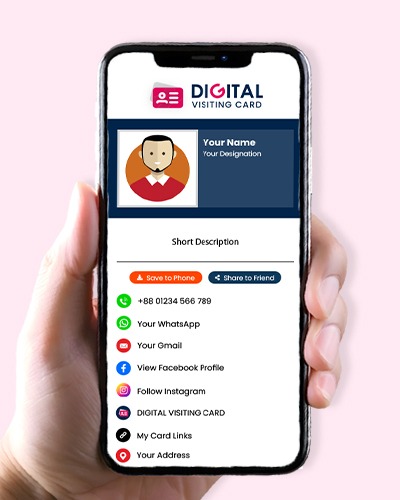 DIGITAL
VISITING CARD
Your Name
Your Designation
Short Description
Save to Phone
Share to Friend
+88 01234 566 789
Your WhatsApp
Your Gmail
View Facebook Profile
Follow Instagram
DIGITAL VISITING CARD
My Card Links
Your Address